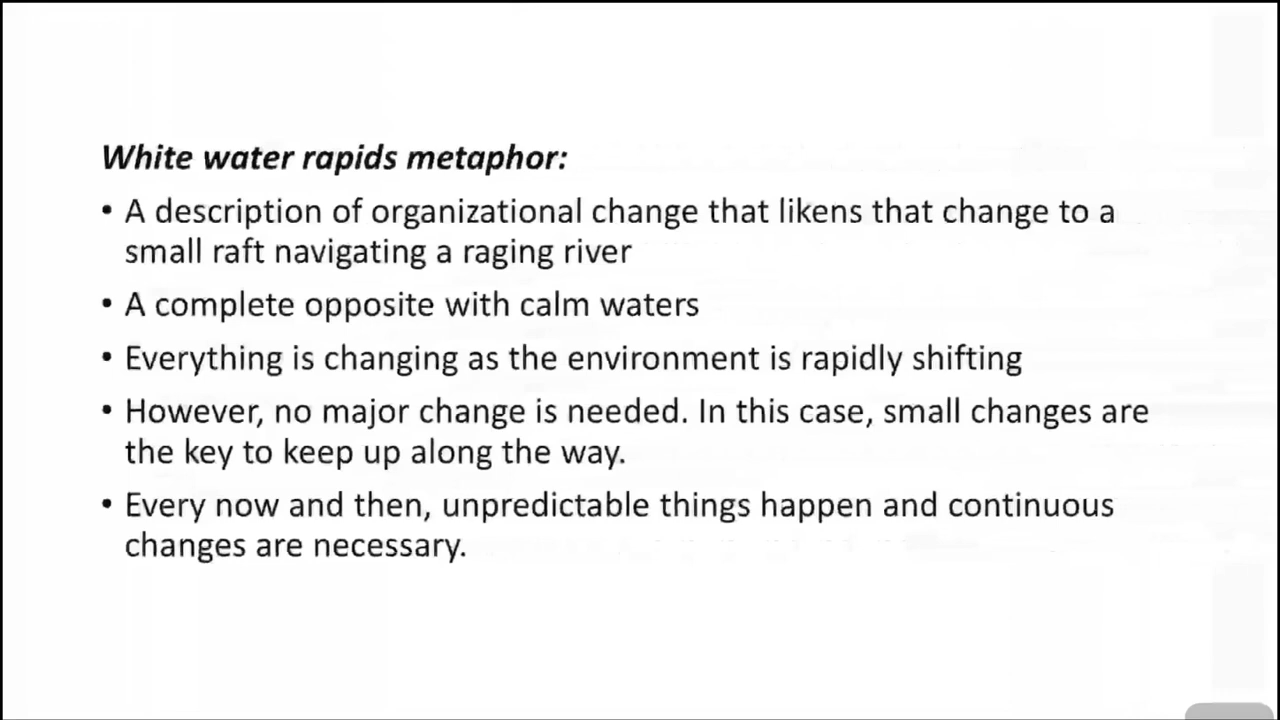 White water rapids metaphor:
• A description of organizational change that likens that change to a
small raft navigating a raging river
• A complete opposite with calm waters
• Everything is changing as the environment is rapidly shifting
• However, no major change is needed. In this case, small changes are
the key to keep up along the way.
• Every now and then, unpredictable things happen and continuous
changes are necessary.